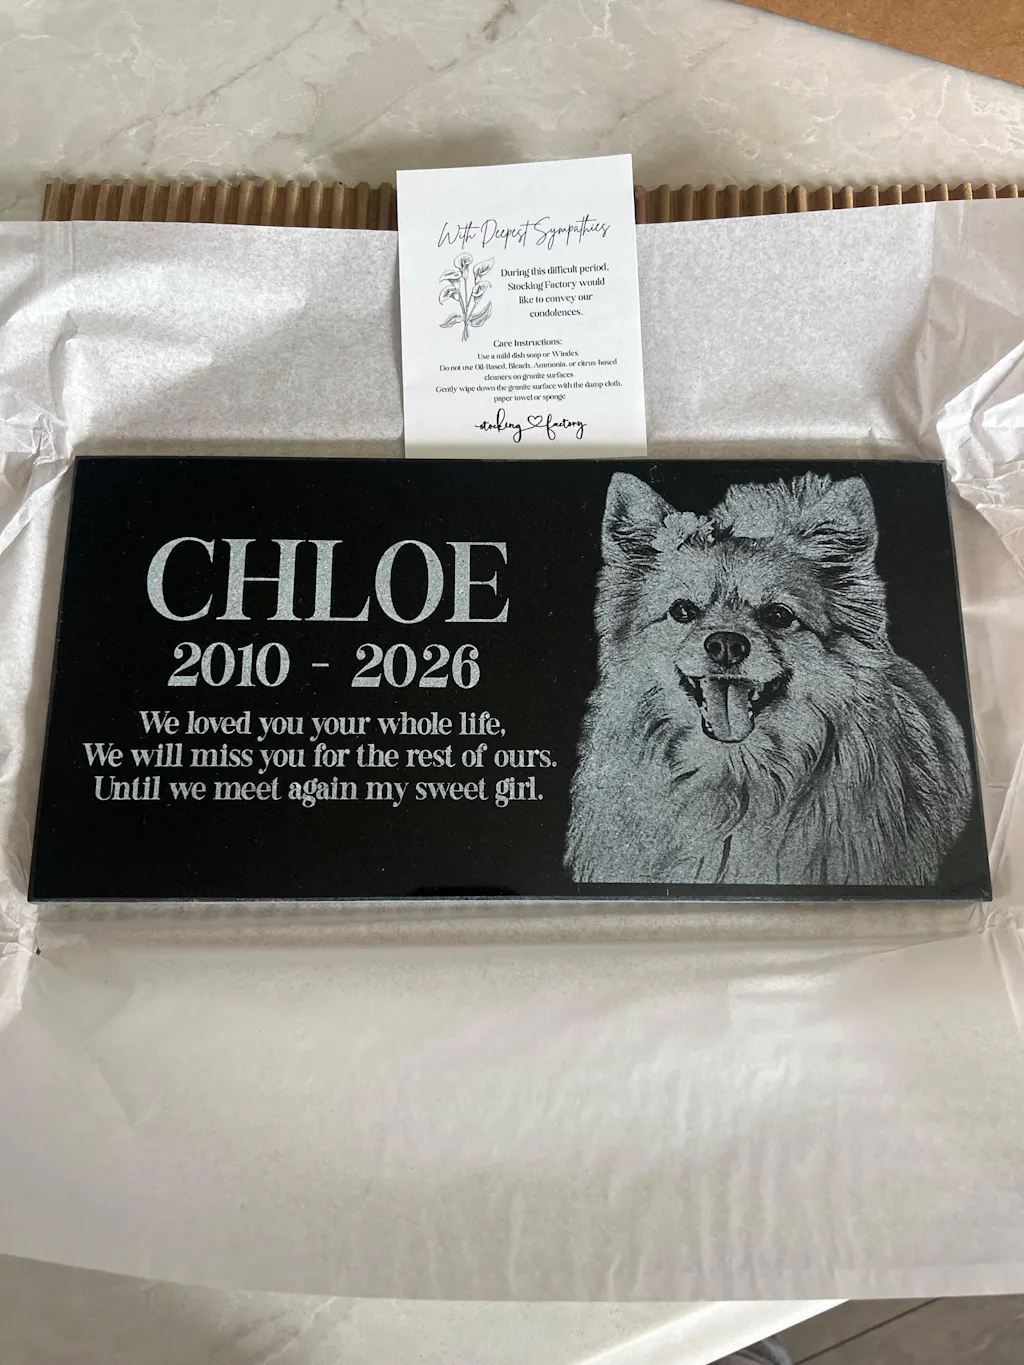 With Deepest Sympathies
During this difficult period,
Stocking Factory would
like to convey our
condolences.
Care Instructions:
Use a mild dish soap or Windex
Do not use Oil-Based, Bleach, Ammonia, or citrus-based
cleaners on granite surfaces
Gently wipe down the granite surface with the damp cloth,
paper towel or sponge
stocking factory
CHLOE
2010 - 2026
We loved you your whole life,
We will miss you for the rest of ours.
Until we meet again my sweet girl.